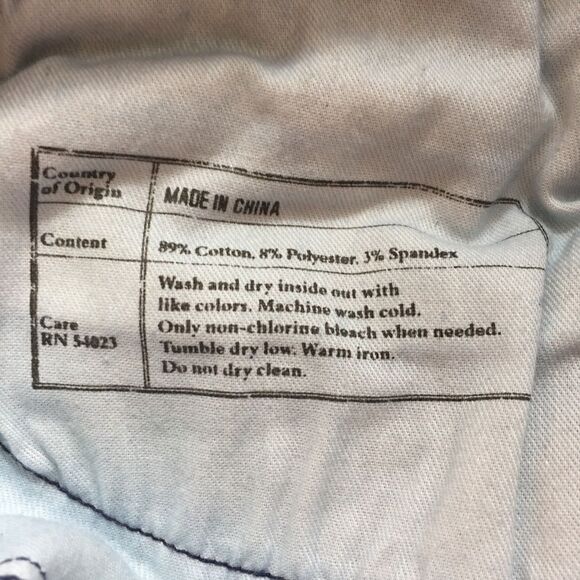 Country
of Origin
MADE IN CHINA
Content
89% Cotton, 8% Polyester, 3% Spandex
Care
RN 54023
Wash and dry inside out with
like colors. Machine wash cold.
Only non-chlorine bleach when needed.
Tumble dry low. Warm iron.
Do not dry clean.